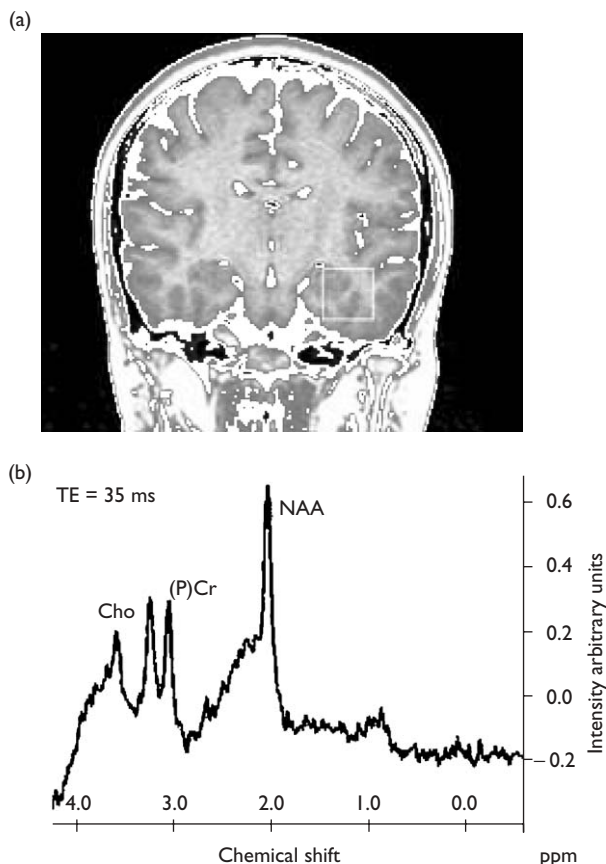 (a)
(b)
TE = 35 ms
NAA
(P)Cr
Cho
0.6
0.4
0.2
0.0
−0.2
Intensity arbitrary units
4.0 3.0 2.0 1.0 0.0
Chemical shift ppm